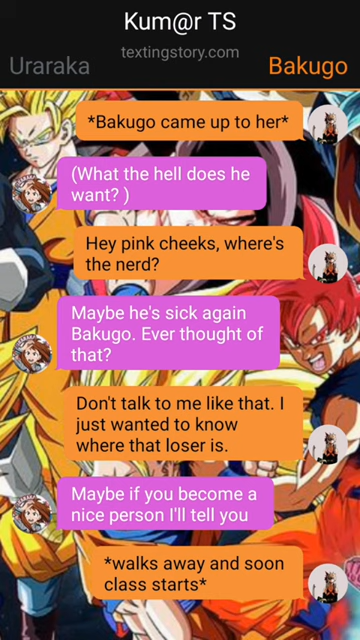 Kum@r TS
textingstory.com
Uraraka
Bakugo
*Bakugo came up to her*
(What the hell does he
want? )
Hey pink cheeks, where's
the nerd?
Maybe he's sick again
Bakugo. Ever thought of
that?
Don't talk to me like that. I
just wanted to know
where that loser is.
Maybe if you become a
nice person I'll tell you
*walks away and soon
class starts*